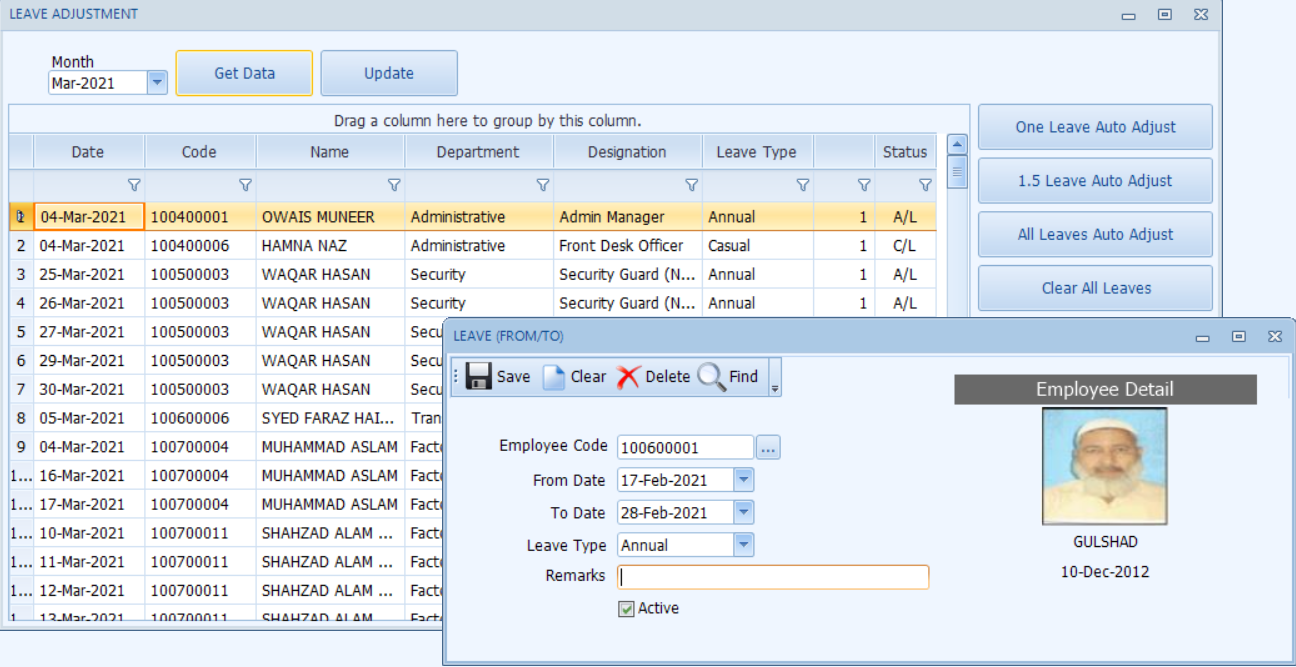 LEAVE ADJUSTMENT
Month
Mar-2021
Get Data
Update
Drag a column here to group by this column.
Date Code Name Department Designation Leave Type Status
04-Mar-2021 100400001 OWAIS MUNEER Administrative Admin Manager Annual 1 A/L
2 04-Mar-2021 100400006 HAMNA NAZ Administrative Front Desk Officer Casual 1 C/L
3 25-Mar-2021 100500003 WAQAR HASAN Security Security Guard (N... Annual 1 A/L
4 26-Mar-2021 100500003 WAQAR HASAN Security Security Guard (N... Annual 1 A/L
5 27-Mar-2021 100500003 WAQAR HASAN Secu
6 29-Mar-2021 100500003 WAQAR HASAN Secu
7 30-Mar-2021 100500003 WAQAR HASAN Secu
8 05-Mar-2021 100600006 SYED FARAZ HAI... Tran
9 04-Mar-2021 100700004 MUHAMMAD ASLAM Facto
1... 16-Mar-2021 100700004 MUHAMMAD ASLAM Facto
1... 17-Mar-2021 100700004 MUHAMMAD ASLAM Facto
1... 10-Mar-2021 100700011 SHAHZAD ALAM ... Facto
1... 11-Mar-2021 100700011 SHAHZAD ALAM ... Facto
1... 12-Mar-2021 100700011 SHAHZAD ALAM ... Facto
1 13-Mar-2021 100700011 SHAHZAD ALAM Facto
One Leave Auto Adjust
1.5 Leave Auto Adjust
All Leaves Auto Adjust
Clear All Leaves
LEAVE (FROM/TO)
Save Clear Delete Find
Employee Code 100600001 ...
From Date 17-Feb-2021
To Date 28-Feb-2021
Leave Type Annual
Remarks
Active
Employee Detail
GULSHAD
10-Dec-2012